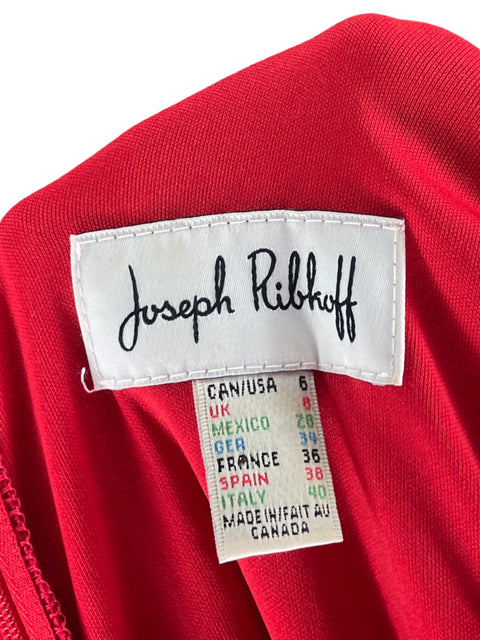 Joseph Ribkoff
CAN/USA 6
UK 8
MEXICO 28
GER 34
FRANCE 36
SPAIN 38
ITALY 40
MADE IN/FAIT AU
CANADA